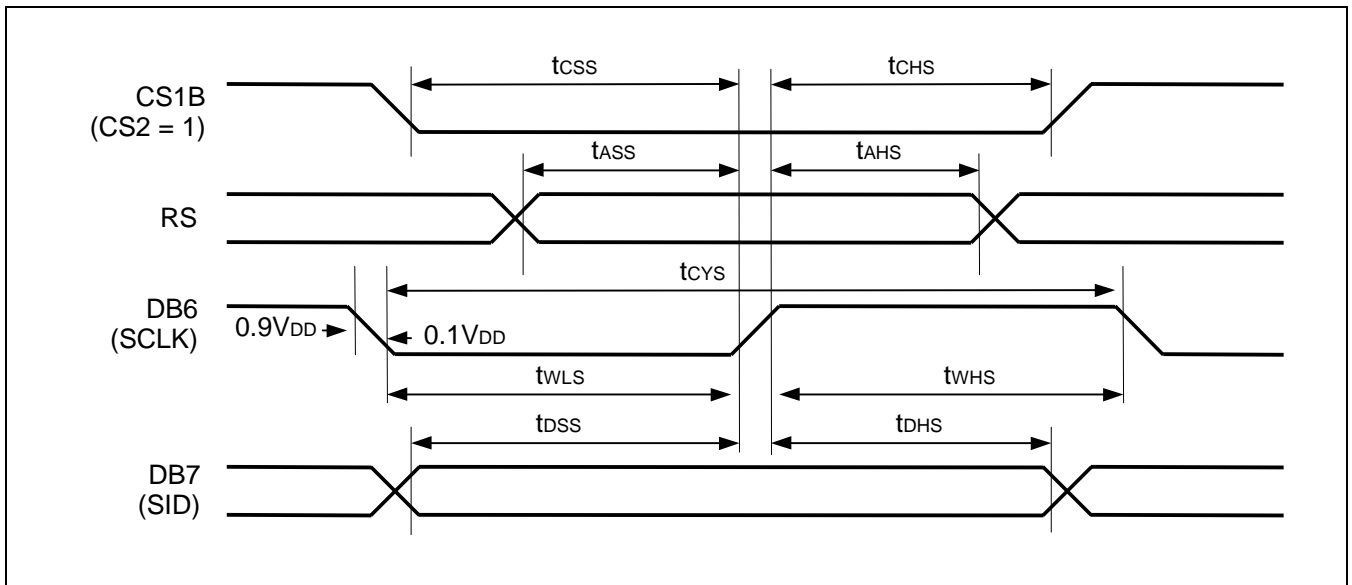 tCSS
tCHS
CS1B
(CS2 = 1)
tASS
tAHS
RS
tCYS
DB6
(SCLK)
0.9VDD
0.1VDD
tWLS
tWHS
tDSS
tDHS
DB7
(SID)